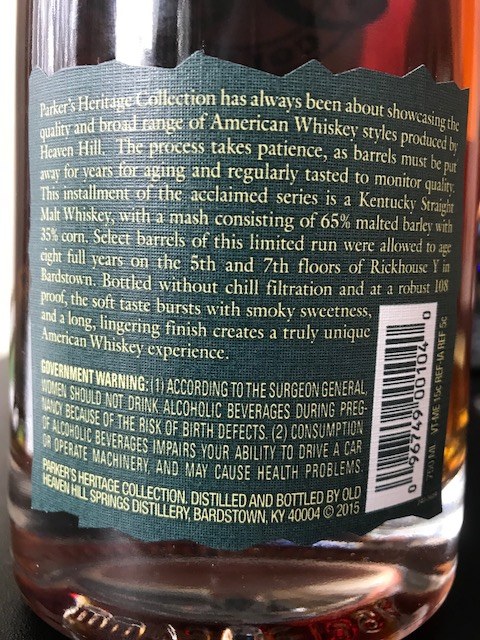 Parker's Heritage Collection has always been about showcasing the
quality and broad range of American Whiskey styles produced by
Heaven Hill. The process takes patience, as barrels must be put
away for years for aging and regularly tasted to monitor quality.
This installment of the acclaimed series is a Kentucky Straight
Malt Whiskey, with a mash consisting of 65% malted barley with
35% corn. Select barrels of this limited run were allowed to age
eight full years on the 5th and 7th floors of Rickhouse Y in
Bardstown. Bottled without chill filtration and at a robust 108
proof, the soft taste bursts with smoky sweetness,
and a long, lingering finish creates a truly unique
American Whiskey experience.
GOVERNMENT WARNING: (1) ACCORDING TO THE SURGEON GENERAL,
WOMEN SHOULD NOT DRINK ALCOHOLIC BEVERAGES DURING PREG-
NANCY BECAUSE OF THE RISK OF BIRTH DEFECTS. (2) CONSUMPTION
OF ALCOHOLIC BEVERAGES IMPAIRS YOUR ABILITY TO DRIVE A CAR
OR OPERATE MACHINERY, AND MAY CAUSE HEALTH PROBLEMS.
PARKER'S HERITAGE COLLECTION. DISTILLED AND BOTTLED BY OLD
HEAVEN HILL SPRINGS DISTILLERY, BARDSTOWN, KY 40004 © 2015
0 96749 00104 0
750 ML VT-ME 15¢ REF-IA REF 5c